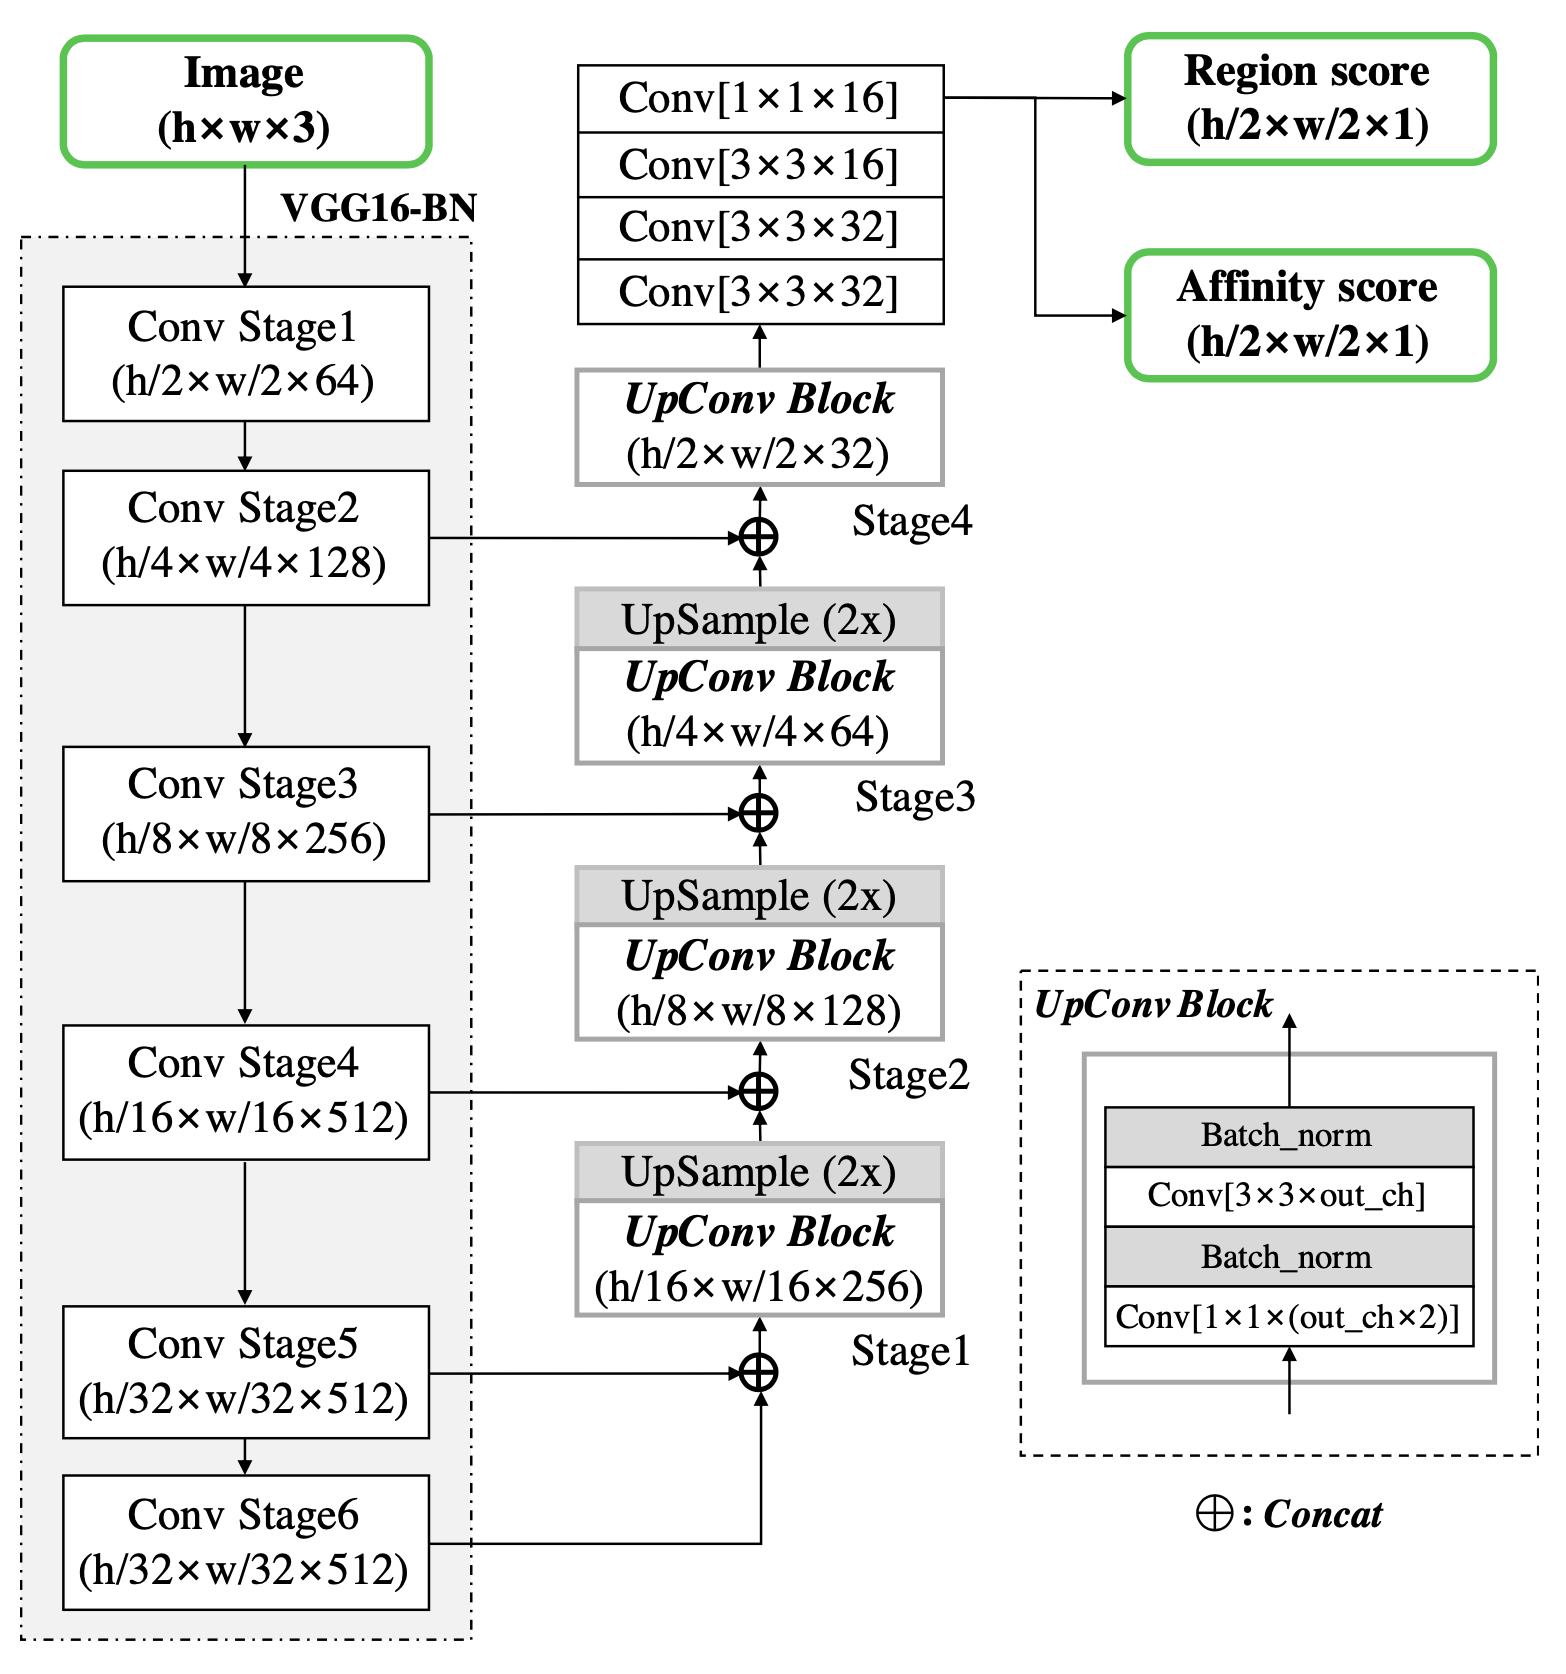 Image
(h×w×3)
VGG16-BN
Conv Stage1
(h/2×w/2×64)
Conv Stage2
(h/4×w/4×128)
Conv Stage3
(h/8×w/8×256)
Conv Stage4
(h/16×w/16×512)
Conv Stage5
(h/32×w/32×512)
Conv Stage6
(h/32×w/32×512)
Conv[1×1×16]
Conv[3×3×16]
Conv[3×3×32]
Conv[3×3×32]
UpConv Block
(h/2×w/2×32)
Stage4
UpSample (2x)
UpConv Block
(h/4×w/4×64)
Stage3
UpSample (2x)
UpConv Block
(h/8×w/8×128)
Stage2
UpSample (2x)
UpConv Block
(h/16×w/16×256)
Stage1
Region score
(h/2×w/2×1)
Affinity score
(h/2×w/2×1)
UpConv Block
Batch_norm
Conv[3×3×out_ch]
Batch_norm
Conv[1×1×(out_ch×2)]
⊕ : Concat